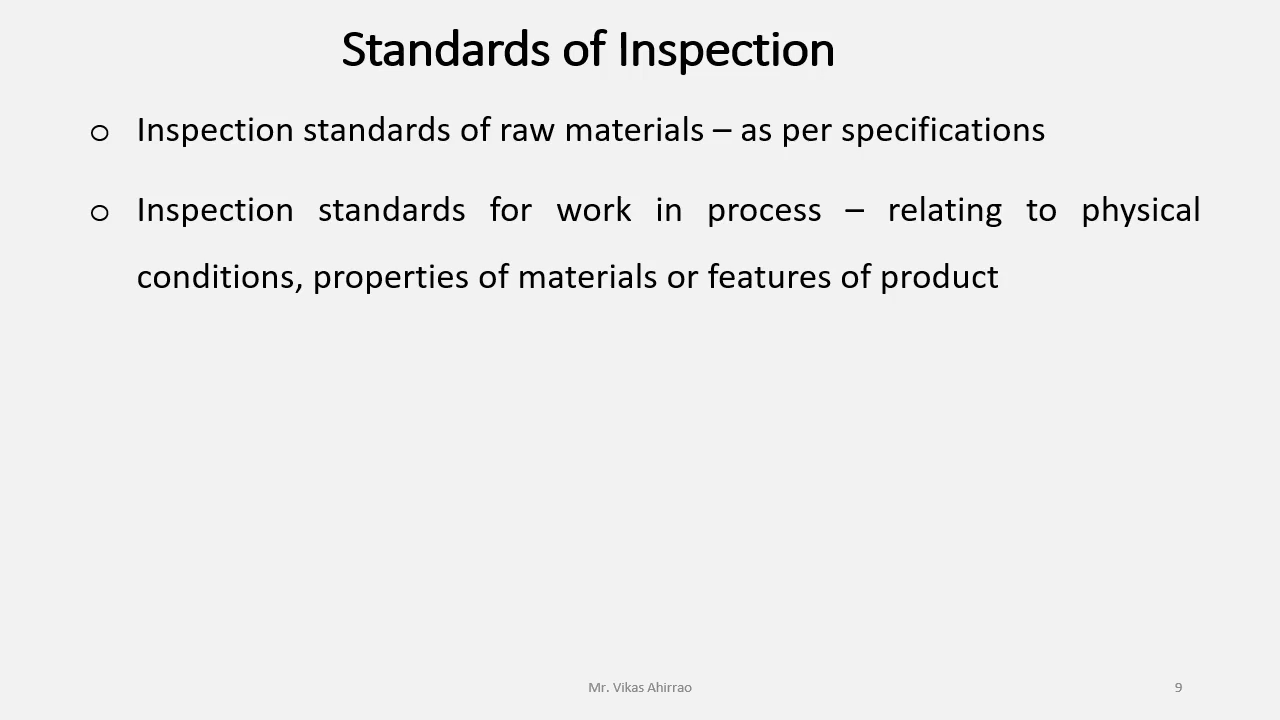 Standards of Inspection
o Inspection standards of raw materials – as per specifications
o Inspection standards for work in process – relating to physical
conditions, properties of materials or features of product
Mr. Vikas Ahirrao
9